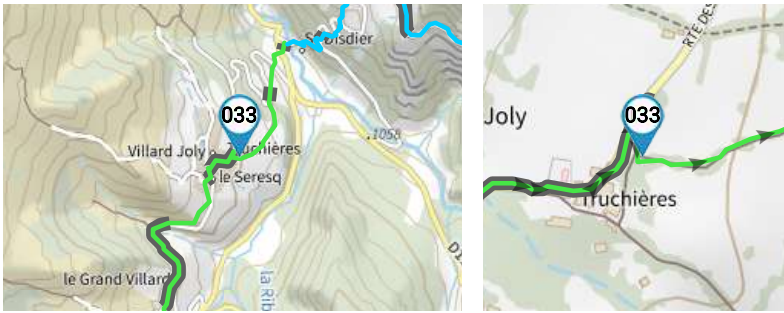 St Disdier
033
1058
Villard Joly
Truchières
le Seresq
le Grand Villard
la Rib
D1
RTE DES
033
Joly
Truchières